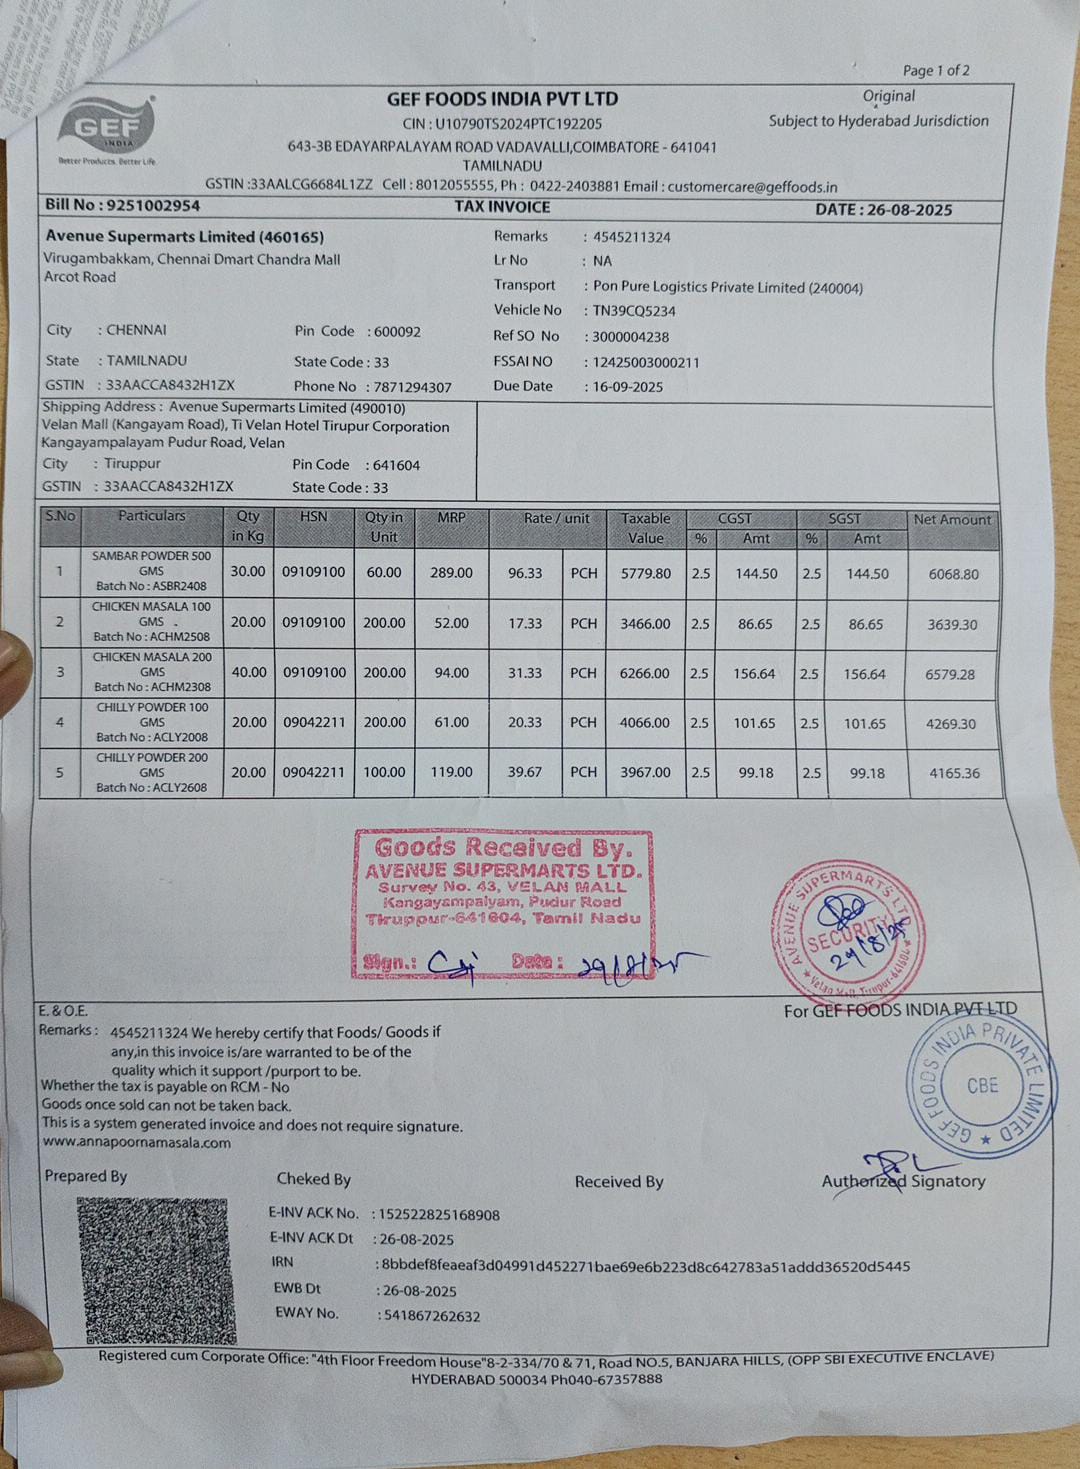 Page 1 of 2
GEF
INDIA
Better Products. Better Life.
GEF FOODS INDIA PVT LTD
Original
CIN : U10790TS2024PTC192205
Subject to Hyderabad Jurisdiction
643-3B EDAYARPALAYAM ROAD VADAVALLI,COIMBATORE - 641041
TAMILNADU
GSTIN :33AALCG6684L1ZZ Cell : 8012055555, Ph : 0422-2403881 Email : customercare@geffoods.in
Bill No : 9251002954 TAX INVOICE DATE : 26-08-2025
Avenue Supermarts Limited (460165)
Virugambakkam, Chennai Dmart Chandra Mall
Arcot Road
City : CHENNAI Pin Code : 600092
State : TAMILNADU State Code : 33
GSTIN : 33AACCA8432H1ZX Phone No : 7871294307
Remarks : 4545211324
Lr No : NA
Transport : Pon Pure Logistics Private Limited (240004)
Vehicle No : TN39CQ5234
Ref SO No : 3000004238
FSSAI NO : 12425003000211
Due Date : 16-09-2025
Shipping Address : Avenue Supermarts Limited (490010)
Velan Mall (Kangayam Road), Ti Velan Hotel Tirupur Corporation
Kangayampalayam Pudur Road, Velan
City : Tiruppur Pin Code : 641604
GSTIN : 33AACCA8432H1ZX State Code : 33
S.No Particulars Qty in Kg HSN Qty in Unit MRP Rate / unit Taxable Value CGST % Amt SGST % Amt Net Amount
1 SAMBAR POWDER 500 GMS Batch No : ASBR2408 30.00 09109100 60.00 289.00 96.33 PCH 5779.80 2.5 144.50 2.5 144.50 6068.80
2 CHICKEN MASALA 100 GMS Batch No : ACHM2508 20.00 09109100 200.00 52.00 17.33 PCH 3466.00 2.5 86.65 2.5 86.65 3639.30
3 CHICKEN MASALA 200 GMS Batch No : ACHM2308 40.00 09109100 200.00 94.00 31.33 PCH 6266.00 2.5 156.64 2.5 156.64 6579.28
4 CHILLY POWDER 100 GMS Batch No : ACLY2008 20.00 09042211 200.00 61.00 20.33 PCH 4066.00 2.5 101.65 2.5 101.65 4269.30
5 CHILLY POWDER 200 GMS Batch No : ACLY2608 20.00 09042211 100.00 119.00 39.67 PCH 3967.00 2.5 99.18 2.5 99.18 4165.36
Goods Received By.
AVENUE SUPERMARTS LTD.
Survey No. 43, VELAN MALL
Kangayampalyam, Pudur Road
Tiruppur-641604, Tamil Nadu
Sign.: Date : 29/8/25
AVENUE SUPERMARTS LTD
SECURITY
29/8/25
Velan Mall, Tirupur-641604
E. & O.E.
For GEF FOODS INDIA PVT LTD
Remarks : 4545211324 We hereby certify that Foods/ Goods if
any,in this invoice is/are warranted to be of the
quality which it support /purport to be.
Whether the tax is payable on RCM - No
Goods once sold can not be taken back.
This is a system generated invoice and does not require signature.
www.annapoornamasala.com
GEF FOODS INDIA PRIVATE LIMITED
CBE
Prepared By Cheked By Received By Authorized Signatory
E-INV ACK No. : 152522825168908
E-INV ACK Dt : 26-08-2025
IRN : 8bbdef8feaeaf3d04991d452271bae69e6b223d8c642783a51addd36520d5445
EWB Dt : 26-08-2025
EWAY No. : 541867262632
Registered cum Corporate Office: "4th Floor Freedom House"8-2-334/70 & 71, Road NO.5, BANJARA HILLS, (OPP SBI EXECUTIVE ENCLAVE)
HYDERABAD 500034 Ph040-67357888